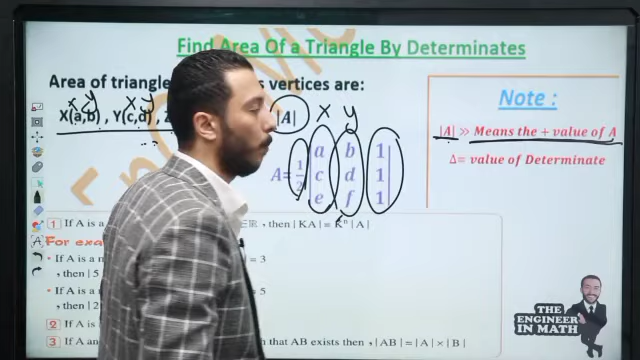 Find Area Of a Triangle By Determinates
Area of triangle vertices are:
X y X y
X(a,b) , Y(c,d) , |A| X y
A= 1/2 | a b 1 |
| c d 1 |
| e f 1 |
Note :
|A| >> Means the + value of A
Δ= value of Determinate
1 If A is a ∈ℝ , then |KA| = Kⁿ |A|
For exa
If A is a = 3
, then |5
If A is a = 5
, then |2
2 If A is
3 If A an that AB exists then , |AB| = |A| × |B|
THE
ENGINEER
IN MATH